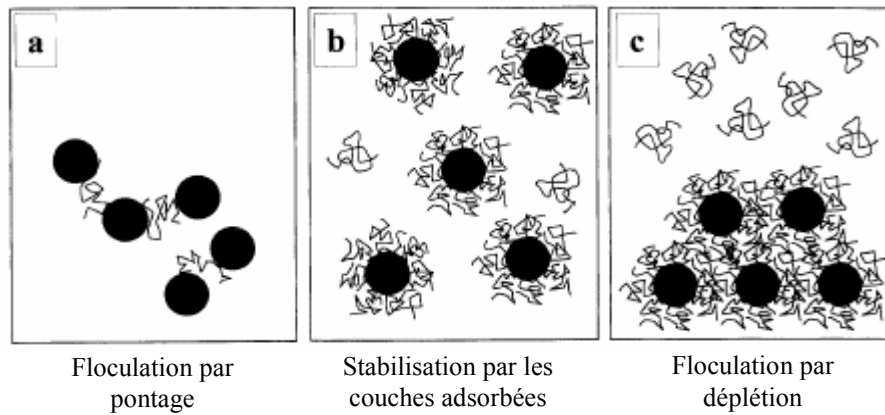 a
b
c
Floculation par
pontage
Stabilisation par les
couches adsorbées
Floculation par
déplétion